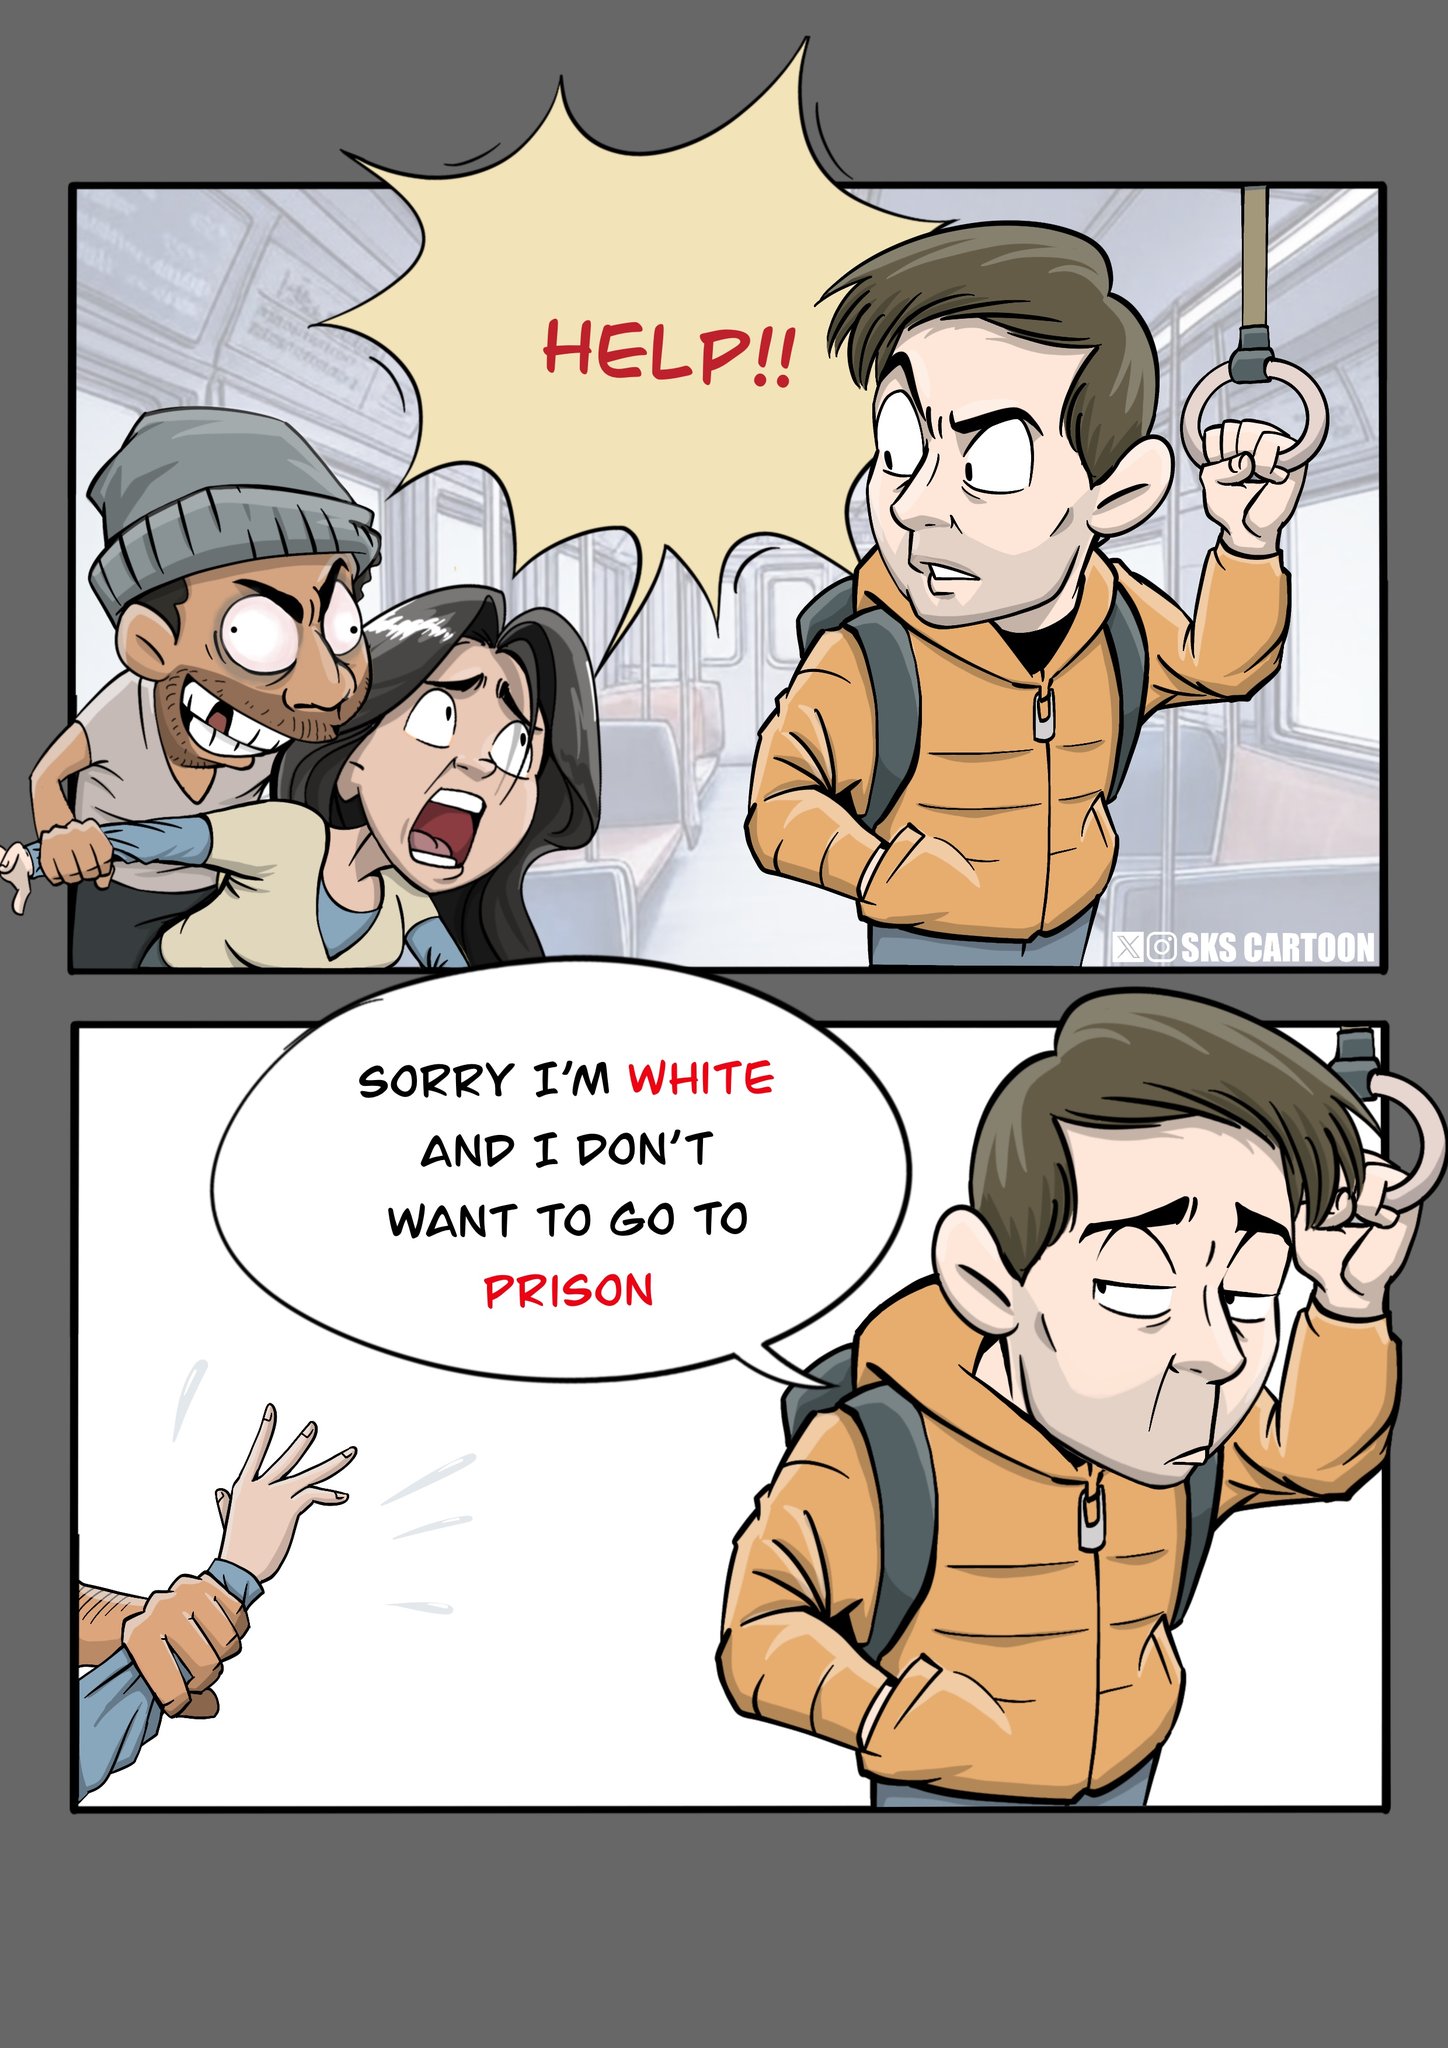 HELP!!
SKS CARTOON
SORRY I'M WHITE
AND I DON'T
WANT TO GO TO
PRISON